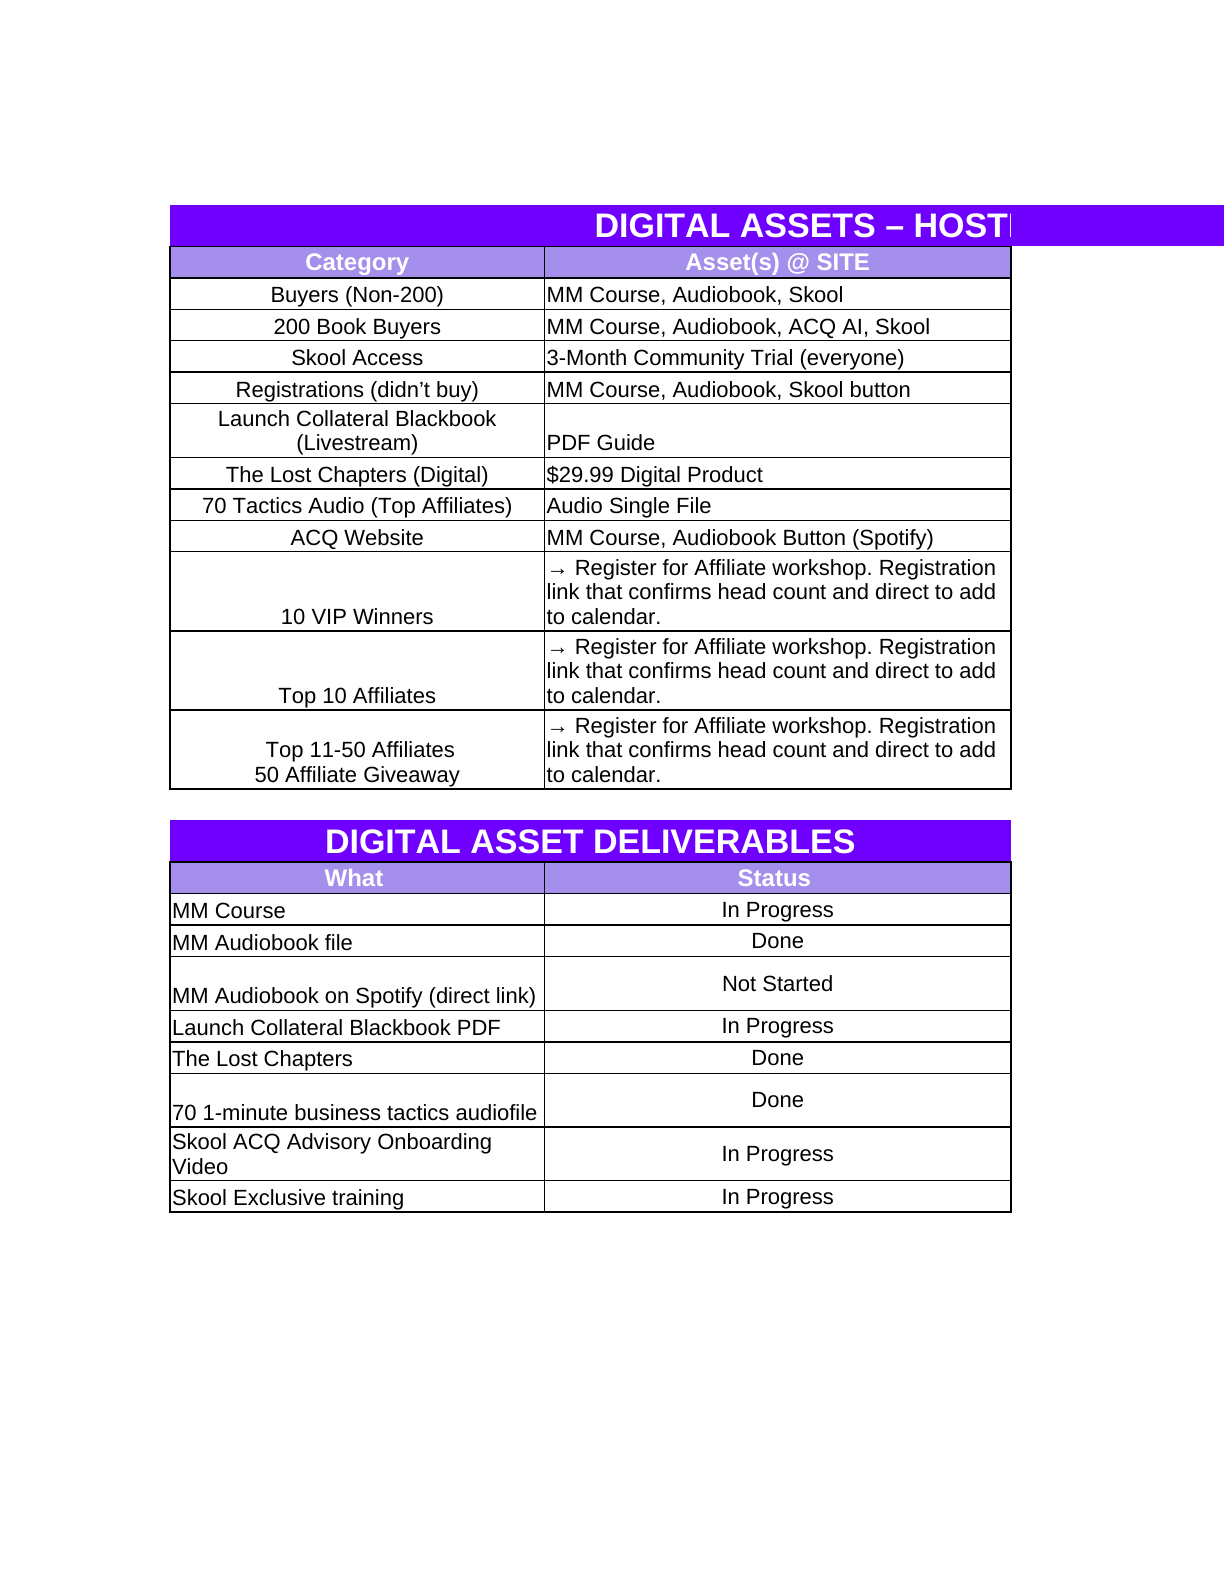 DIGITAL ASSETS – HOST
Category Asset(s) @ SITE
Buyers (Non-200) MM Course, Audiobook, Skool
200 Book Buyers MM Course, Audiobook, ACQ AI, Skool
Skool Access 3-Month Community Trial (everyone)
Registrations (didn’t buy) MM Course, Audiobook, Skool button
Launch Collateral Blackbook
(Livestream) PDF Guide
The Lost Chapters (Digital) $29.99 Digital Product
70 Tactics Audio (Top Affiliates) Audio Single File
ACQ Website MM Course, Audiobook Button (Spotify)
10 VIP Winners
→ Register for Affiliate workshop. Registration
link that confirms head count and direct to add
to calendar.
Top 10 Affiliates
→ Register for Affiliate workshop. Registration
link that confirms head count and direct to add
to calendar.
Top 11-50 Affiliates
50 Affiliate Giveaway
→ Register for Affiliate workshop. Registration
link that confirms head count and direct to add
to calendar.
DIGITAL ASSET DELIVERABLES
What Status
MM Course In Progress
MM Audiobook file Done
MM Audiobook on Spotify (direct link) Not Started
Launch Collateral Blackbook PDF In Progress
The Lost Chapters Done
70 1-minute business tactics audiofile Done
Skool ACQ Advisory Onboarding
Video In Progress
Skool Exclusive training In Progress